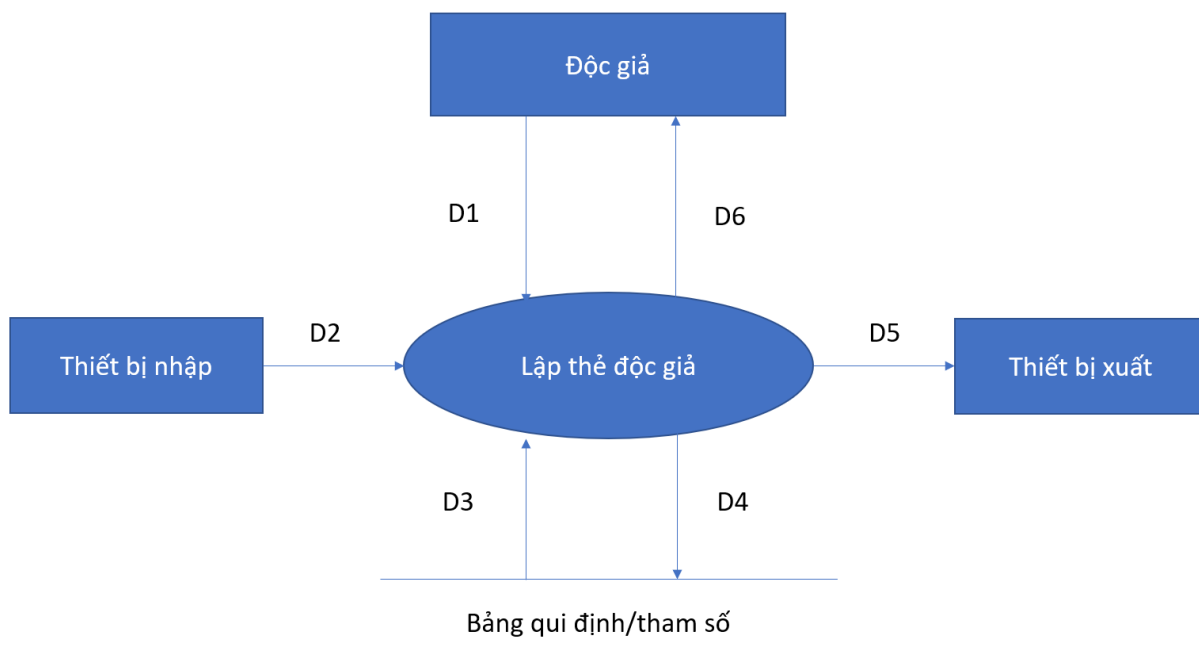 Độc giả
D1
D6
Thiết bị nhập
D2
Lập thẻ độc giả
D5
Thiết bị xuất
D3
D4
Bảng qui định/tham số